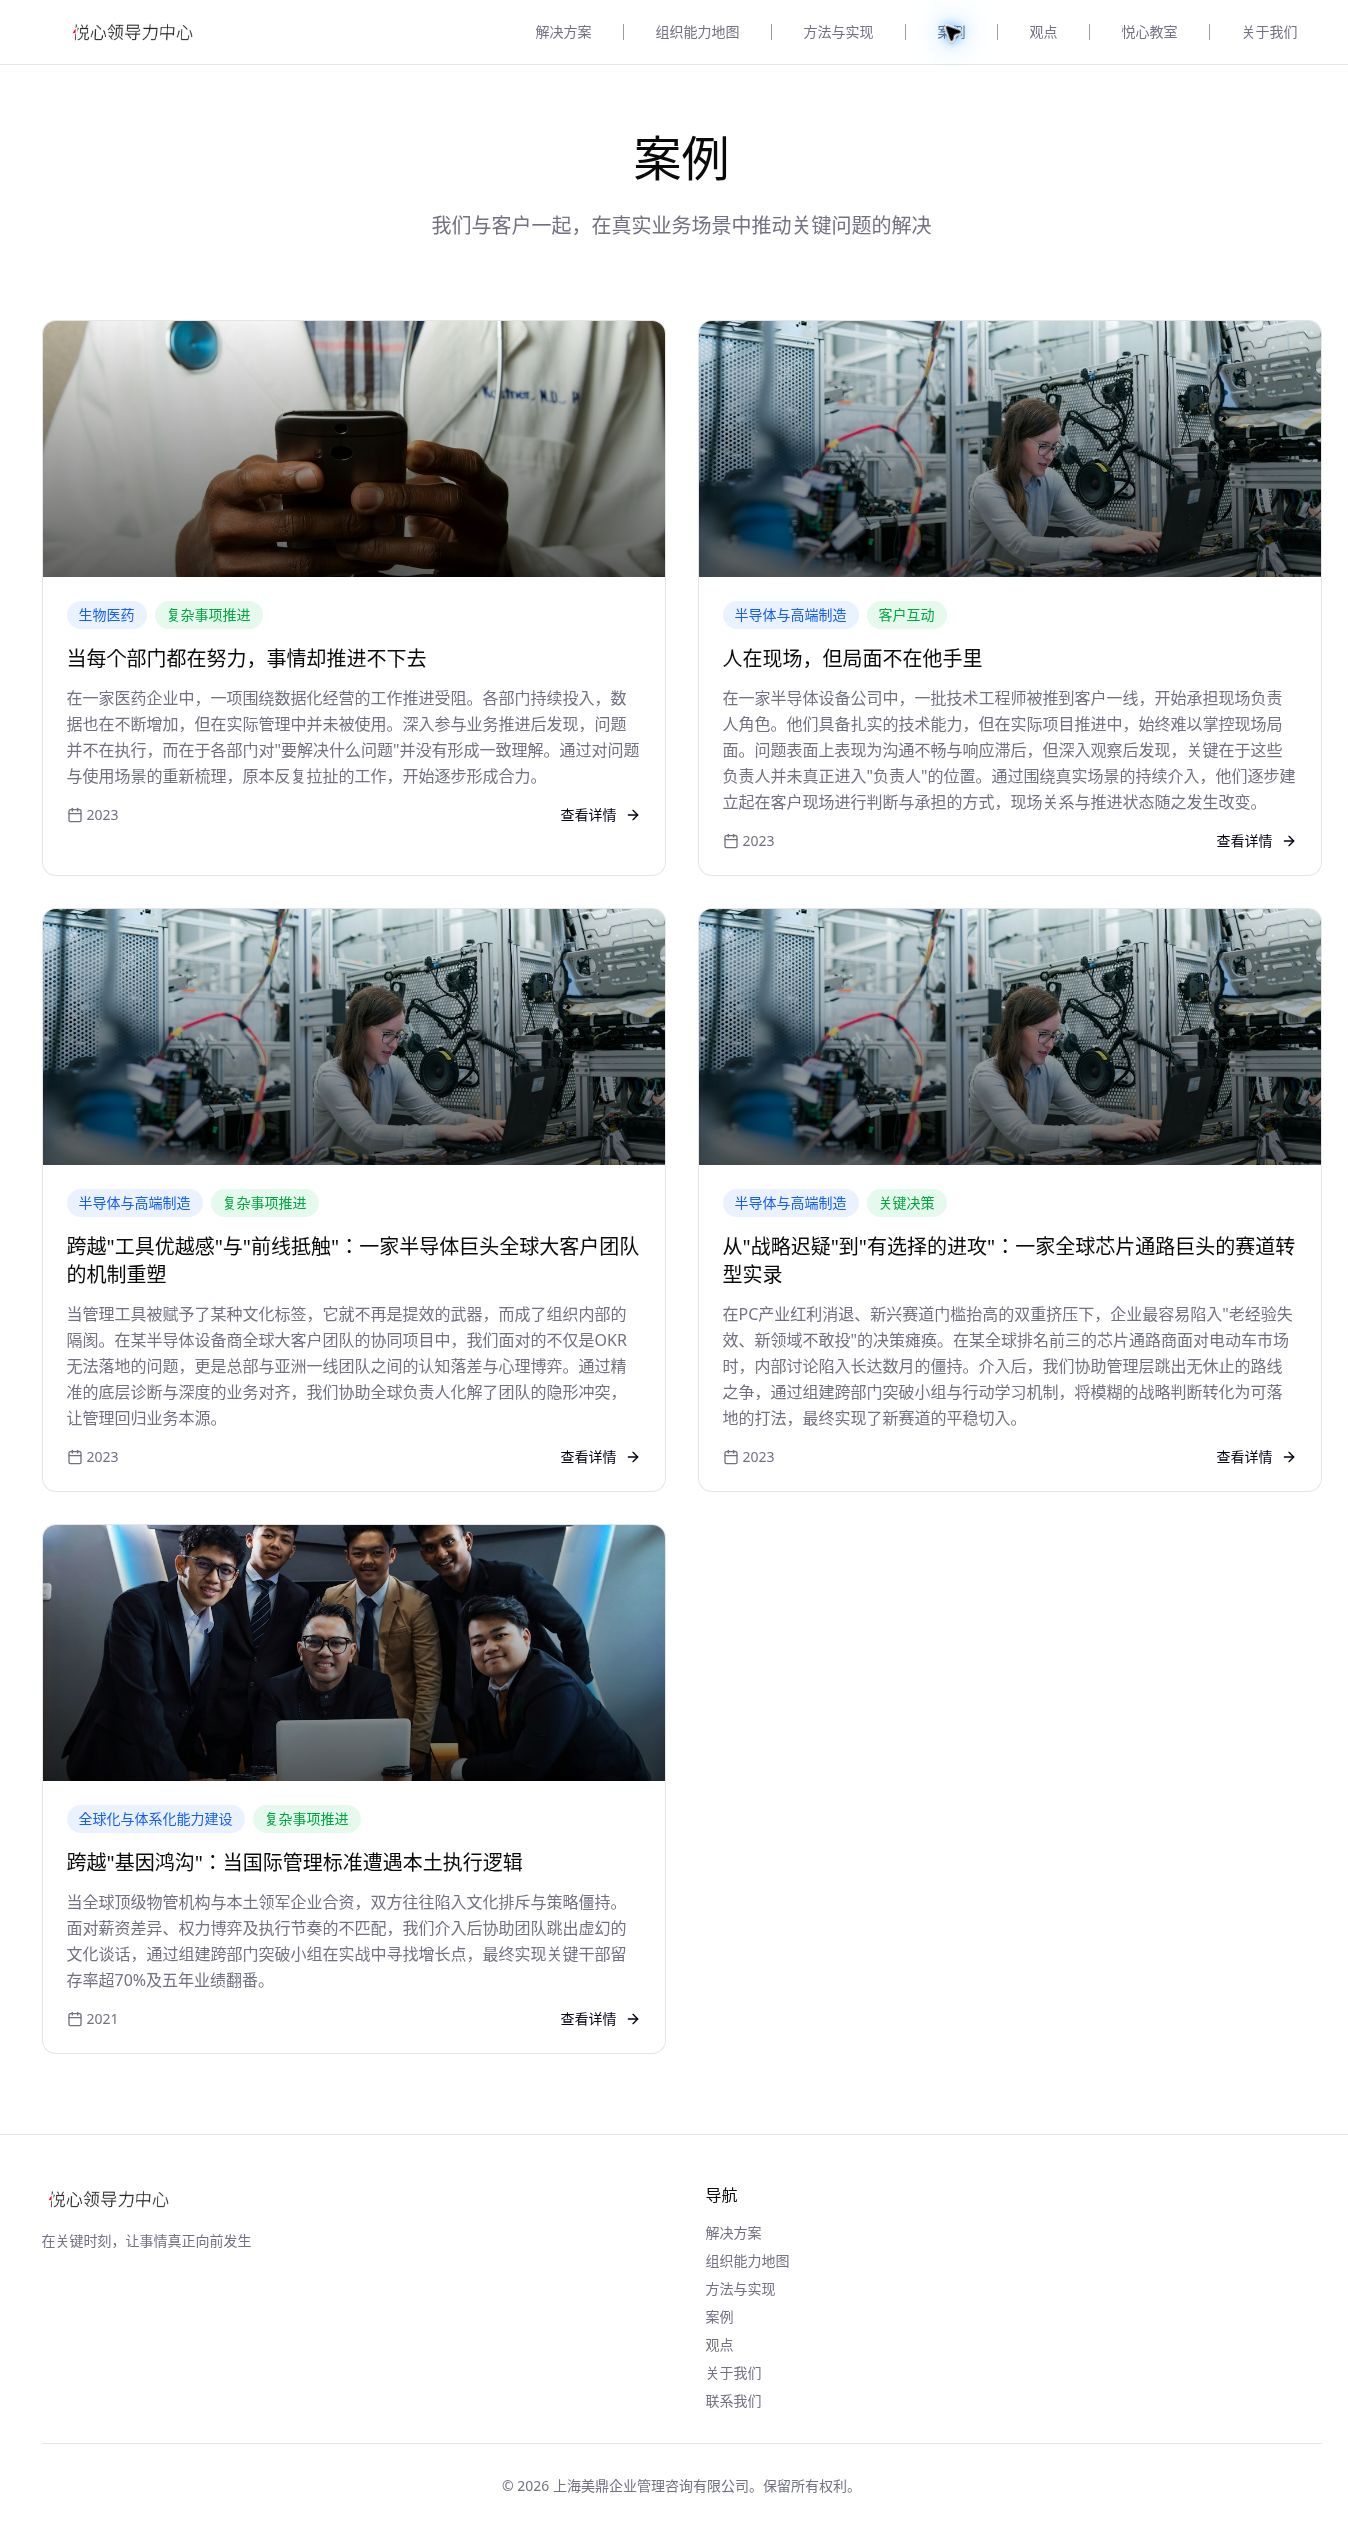 悦心领导力中心
解决方案
组织能力地图
方法与实现
观点
悦心教室
关于我们
案例
我们与客户一起，在真实业务场景中推动关键问题的解决
生物医药
复杂事项推进
当每个部门都在努力，事情却推进不下去
在一家医药企业中，一项围绕数据化经营的工作推进受阻。各部门持续投入，数
据也在不断增加，但在实际管理中并未被使用。深入参与业务推进后发现，问题
并不在执行，而在于各部门对"要解决什么问题"并没有形成一致理解。通过对问题
与使用场景的重新梳理，原本反复拉扯的工作，开始逐步形成合力。
2023
查看详情
半导体与高端制造
客户互动
人在现场，但局面不在他手里
在一家半导体设备公司中，一批技术工程师被推到客户一线，开始承担现场负责
人角色。他们具备扎实的技术能力，但在实际项目推进中，始终难以掌控现场局
面。问题表面上表现为沟通不畅与响应滞后，但深入观察后发现，关键在于这些
负责人并未真正进入"负责人"的位置。通过围绕真实场景的持续介入，他们逐步建
立起在客户现场进行判断与承担的方式，现场关系与推进状态随之发生改变。
2023
查看详情
半导体与高端制造
复杂事项推进
跨越"工具优越感"与"前线抵触"：一家半导体巨头全球大客户团队
的机制重塑
当管理工具被赋予了某种文化标签，它就不再是提效的武器，而成了组织内部的
隔阂。在某半导体设备商全球大客户团队的协同项目中，我们面对的不仅是OKR
无法落地的问题，更是总部与亚洲一线团队之间的认知落差与心理博弈。通过精
准的底层诊断与深度的业务对齐，我们协助全球负责人化解了团队的隐形冲突，
让管理回归业务本源。
2023
查看详情
半导体与高端制造
关键决策
从"战略迟疑"到"有选择的进攻"：一家全球芯片通路巨头的赛道转
型实录
在PC产业红利消退、新兴赛道门槛抬高的双重挤压下，企业最容易陷入"老经验失
效、新领域不敢投"的决策瘫痪。在某全球排名前三的芯片通路商面对电动车市场
时，内部讨论陷入长达数月的僵持。介入后，我们协助管理层跳出无休止的路线
之争，通过组建跨部门突破小组与行动学习机制，将模糊的战略判断转化为可落
地的打法，最终实现了新赛道的平稳切入。
2023
查看详情
全球化与体系化能力建设
复杂事项推进
跨越"基因鸿沟"：当国际管理标准遭遇本土执行逻辑
当全球顶级物管机构与本土领军企业合资，双方往往陷入文化排斥与策略僵持。
面对薪资差异、权力博弈及执行节奏的不匹配，我们介入后协助团队跳出虚幻的
文化谈话，通过组建跨部门突破小组在实战中寻找增长点，最终实现关键干部留
存率超70%及五年业绩翻番。
2021
查看详情
悦心领导力中心
在关键时刻，让事情真正向前发生
导航
解决方案
组织能力地图
方法与实现
案例
观点
关于我们
联系我们
© 2026 上海美鼎企业管理咨询有限公司。保留所有权利。